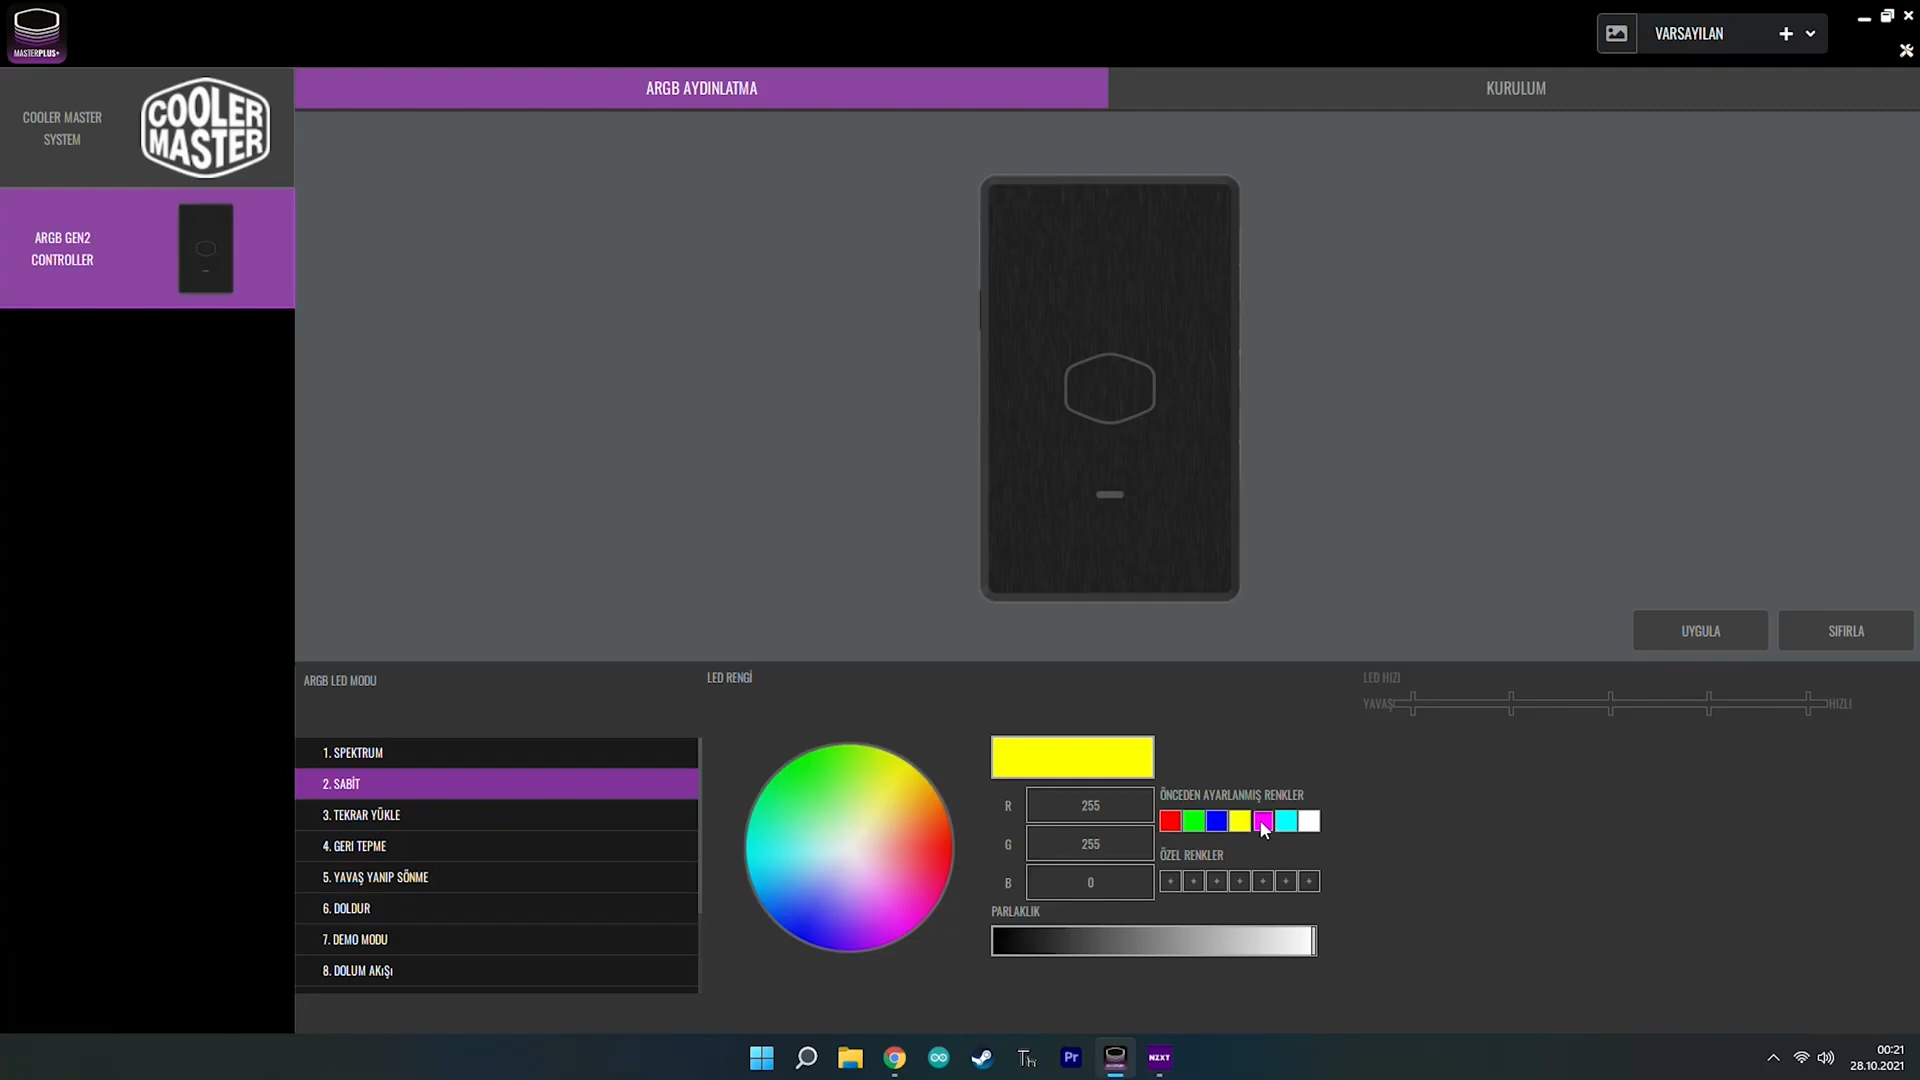 MASTERPLUS+
VARSAYILAN
COOLER MASTER
SYSTEM
COOLER
MASTER
ARGB AYDINLATMA
KURULUM
ARGB GEN2
CONTROLLER
UYGULA
SIFIRLA
ARGB LED MODU
LED RENGİ
LED HIZI
YAVAŞ
HIZLI
1. SPEKTRUM
2. SABİT
3. TEKRAR YÜKLE
4. GERI TEPME
5. YAVAŞ YANIP SÖNME
6. DOLDUR
7. DEMO MODU
8. DOLUM AKıŞı
R
255
G
255
B
0
ÖNCEDEN AYARLANMIŞ RENKLER
ÖZEL RENKLER
PARLAKLIK
Pr
NZXT
00:21
28.10.2021